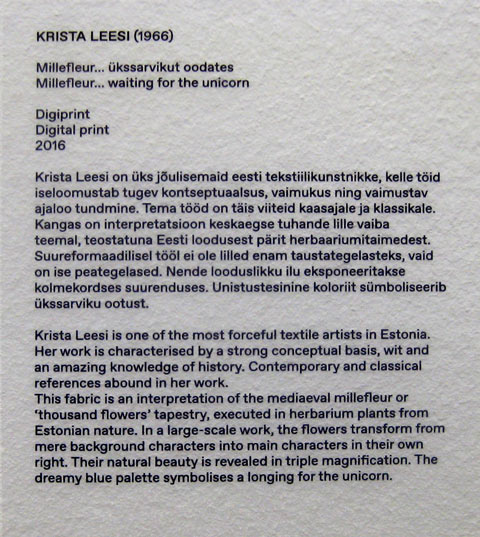 KRISTA LEESI (1966)
Millefleur... ükssarvikut oodates
Millefleur... waiting for the unicorn
Digiprint
Digital print
2016
Krista Leesi on üks jõulisemaid eesti tekstiilikunstnikke, kelle töid
iseloomustab tugev kontseptuaalsus, vaimukus ning vaimustav
ajaloo tundmine. Tema tööd on täis viiteid kaasajale ja klassikale.
Kangas on interpretatsioon keskaegse tuhande lille vaiba
teemal, teostatuna Eesti loodusest pärit herbaariumitaimedest.
Suureformaadilisel tööl ei ole lilled enam taustategelasteks, vaid
on ise peategelased. Nende looduslikku ilu eksponeeritakse
kolmekordses suurenduses. Unistustesinine koloriit sümboliseerib
ükssarviku ootust.
Krista Leesi is one of the most forceful textile artists in Estonia.
Her work is characterised by a strong conceptual basis, wit and
an amazing knowledge of history. Contemporary and classical
references abound in her work.
This fabric is an interpretation of the mediaeval millefleur or
‘thousand flowers’ tapestry, executed in herbarium plants from
Estonian nature. In a large-scale work, the flowers transform from
mere background characters into main characters in their own
right. Their natural beauty is revealed in triple magnification. The
dreamy blue palette symbolises a longing for the unicorn.